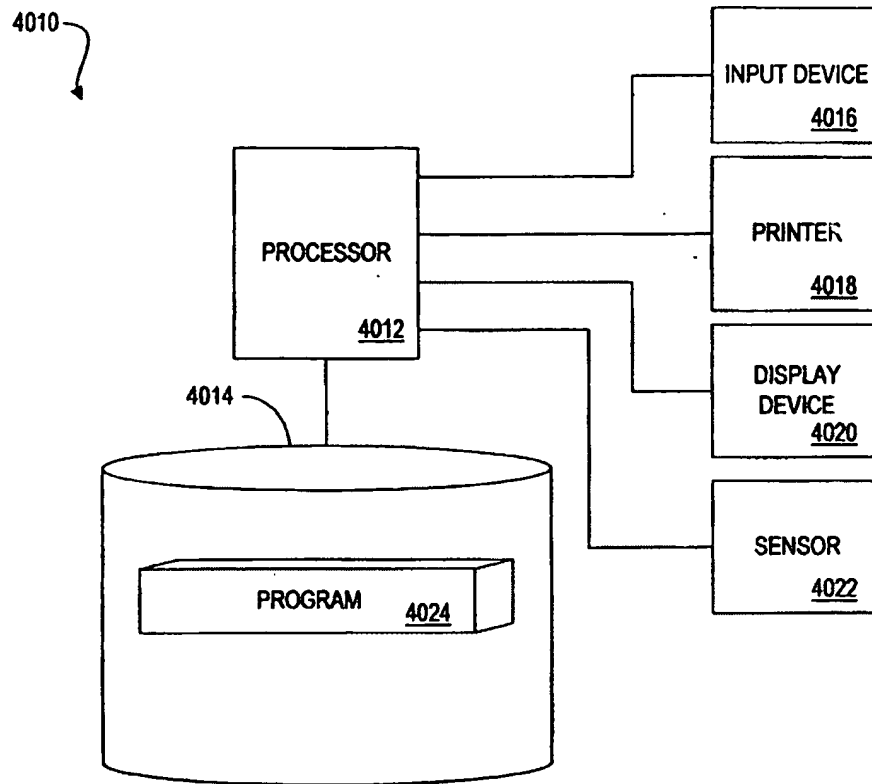 4010
INPUT DEVICE
4016
PROCESSOR
4012
PRINTER
4018
DISPLAY
DEVICE
4020
4014
SENSOR
4022
PROGRAM
4024